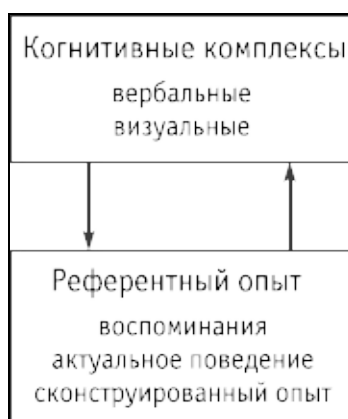 Когнитивные комплексы
вербальные
визуальные
Референтный опыт
воспоминания
актуальное поведение
сконструированный опыт